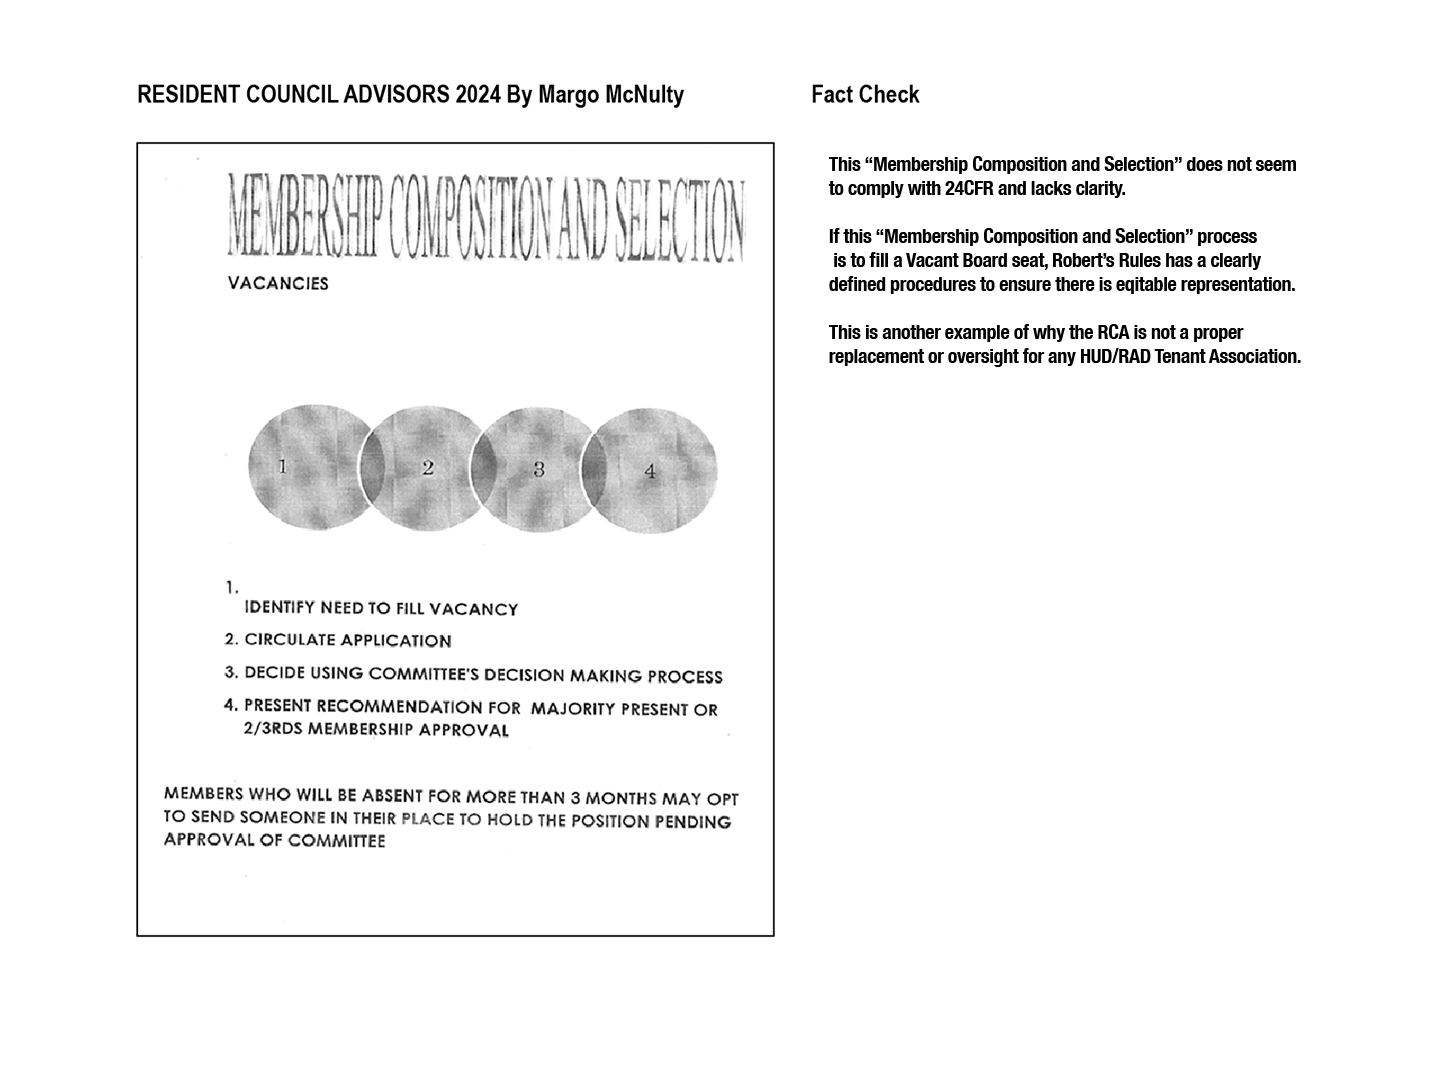 RESIDENT COUNCIL ADVISORS 2024 By Margo McNulty
Fact Check
MEMBERSHIP COMPOSITION AND SELECTION
VACANCIES
1
2
3
4
1.
IDENTIFY NEED TO FILL VACANCY
2. CIRCULATE APPLICATION
3. DECIDE USING COMMITTEE'S DECISION MAKING PROCESS
4. PRESENT RECOMMENDATION FOR MAJORITY PRESENT OR
2/3RDS MEMBERSHIP APPROVAL
MEMBERS WHO WILL BE ABSENT FOR MORE THAN 3 MONTHS MAY OPT
TO SEND SOMEONE IN THEIR PLACE TO HOLD THE POSITION PENDING
APPROVAL OF COMMITTEE
This “Membership Composition and Selection” does not seem
to comply with 24CFR and lacks clarity.
If this “Membership Composition and Selection” process
is to fill a Vacant Board seat, Robert’s Rules has a clearly
defined procedures to ensure there is eqitable representation.
This is another example of why the RCA is not a proper
replacement or oversight for any HUD/RAD Tenant Association.